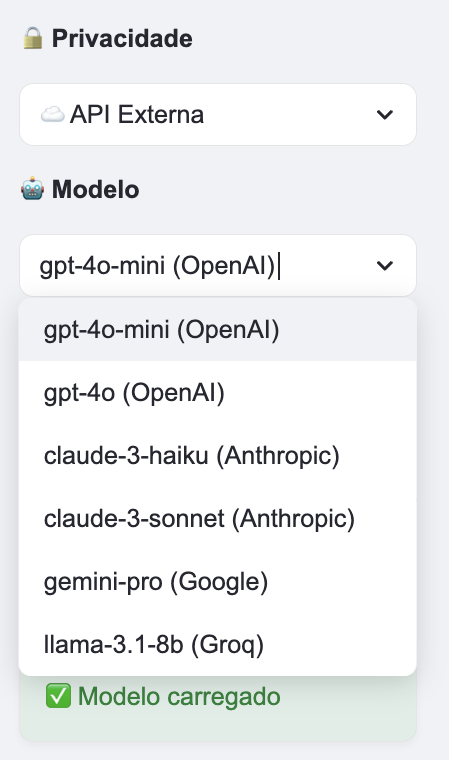 🔒 Privacidade
☁️ API Externa
🤖 Modelo
gpt-4o-mini (OpenAI)
gpt-4o-mini (OpenAI)
gpt-4o (OpenAI)
claude-3-haiku (Anthropic)
claude-3-sonnet (Anthropic)
gemini-pro (Google)
llama-3.1-8b (Groq)
✅ Modelo carregado